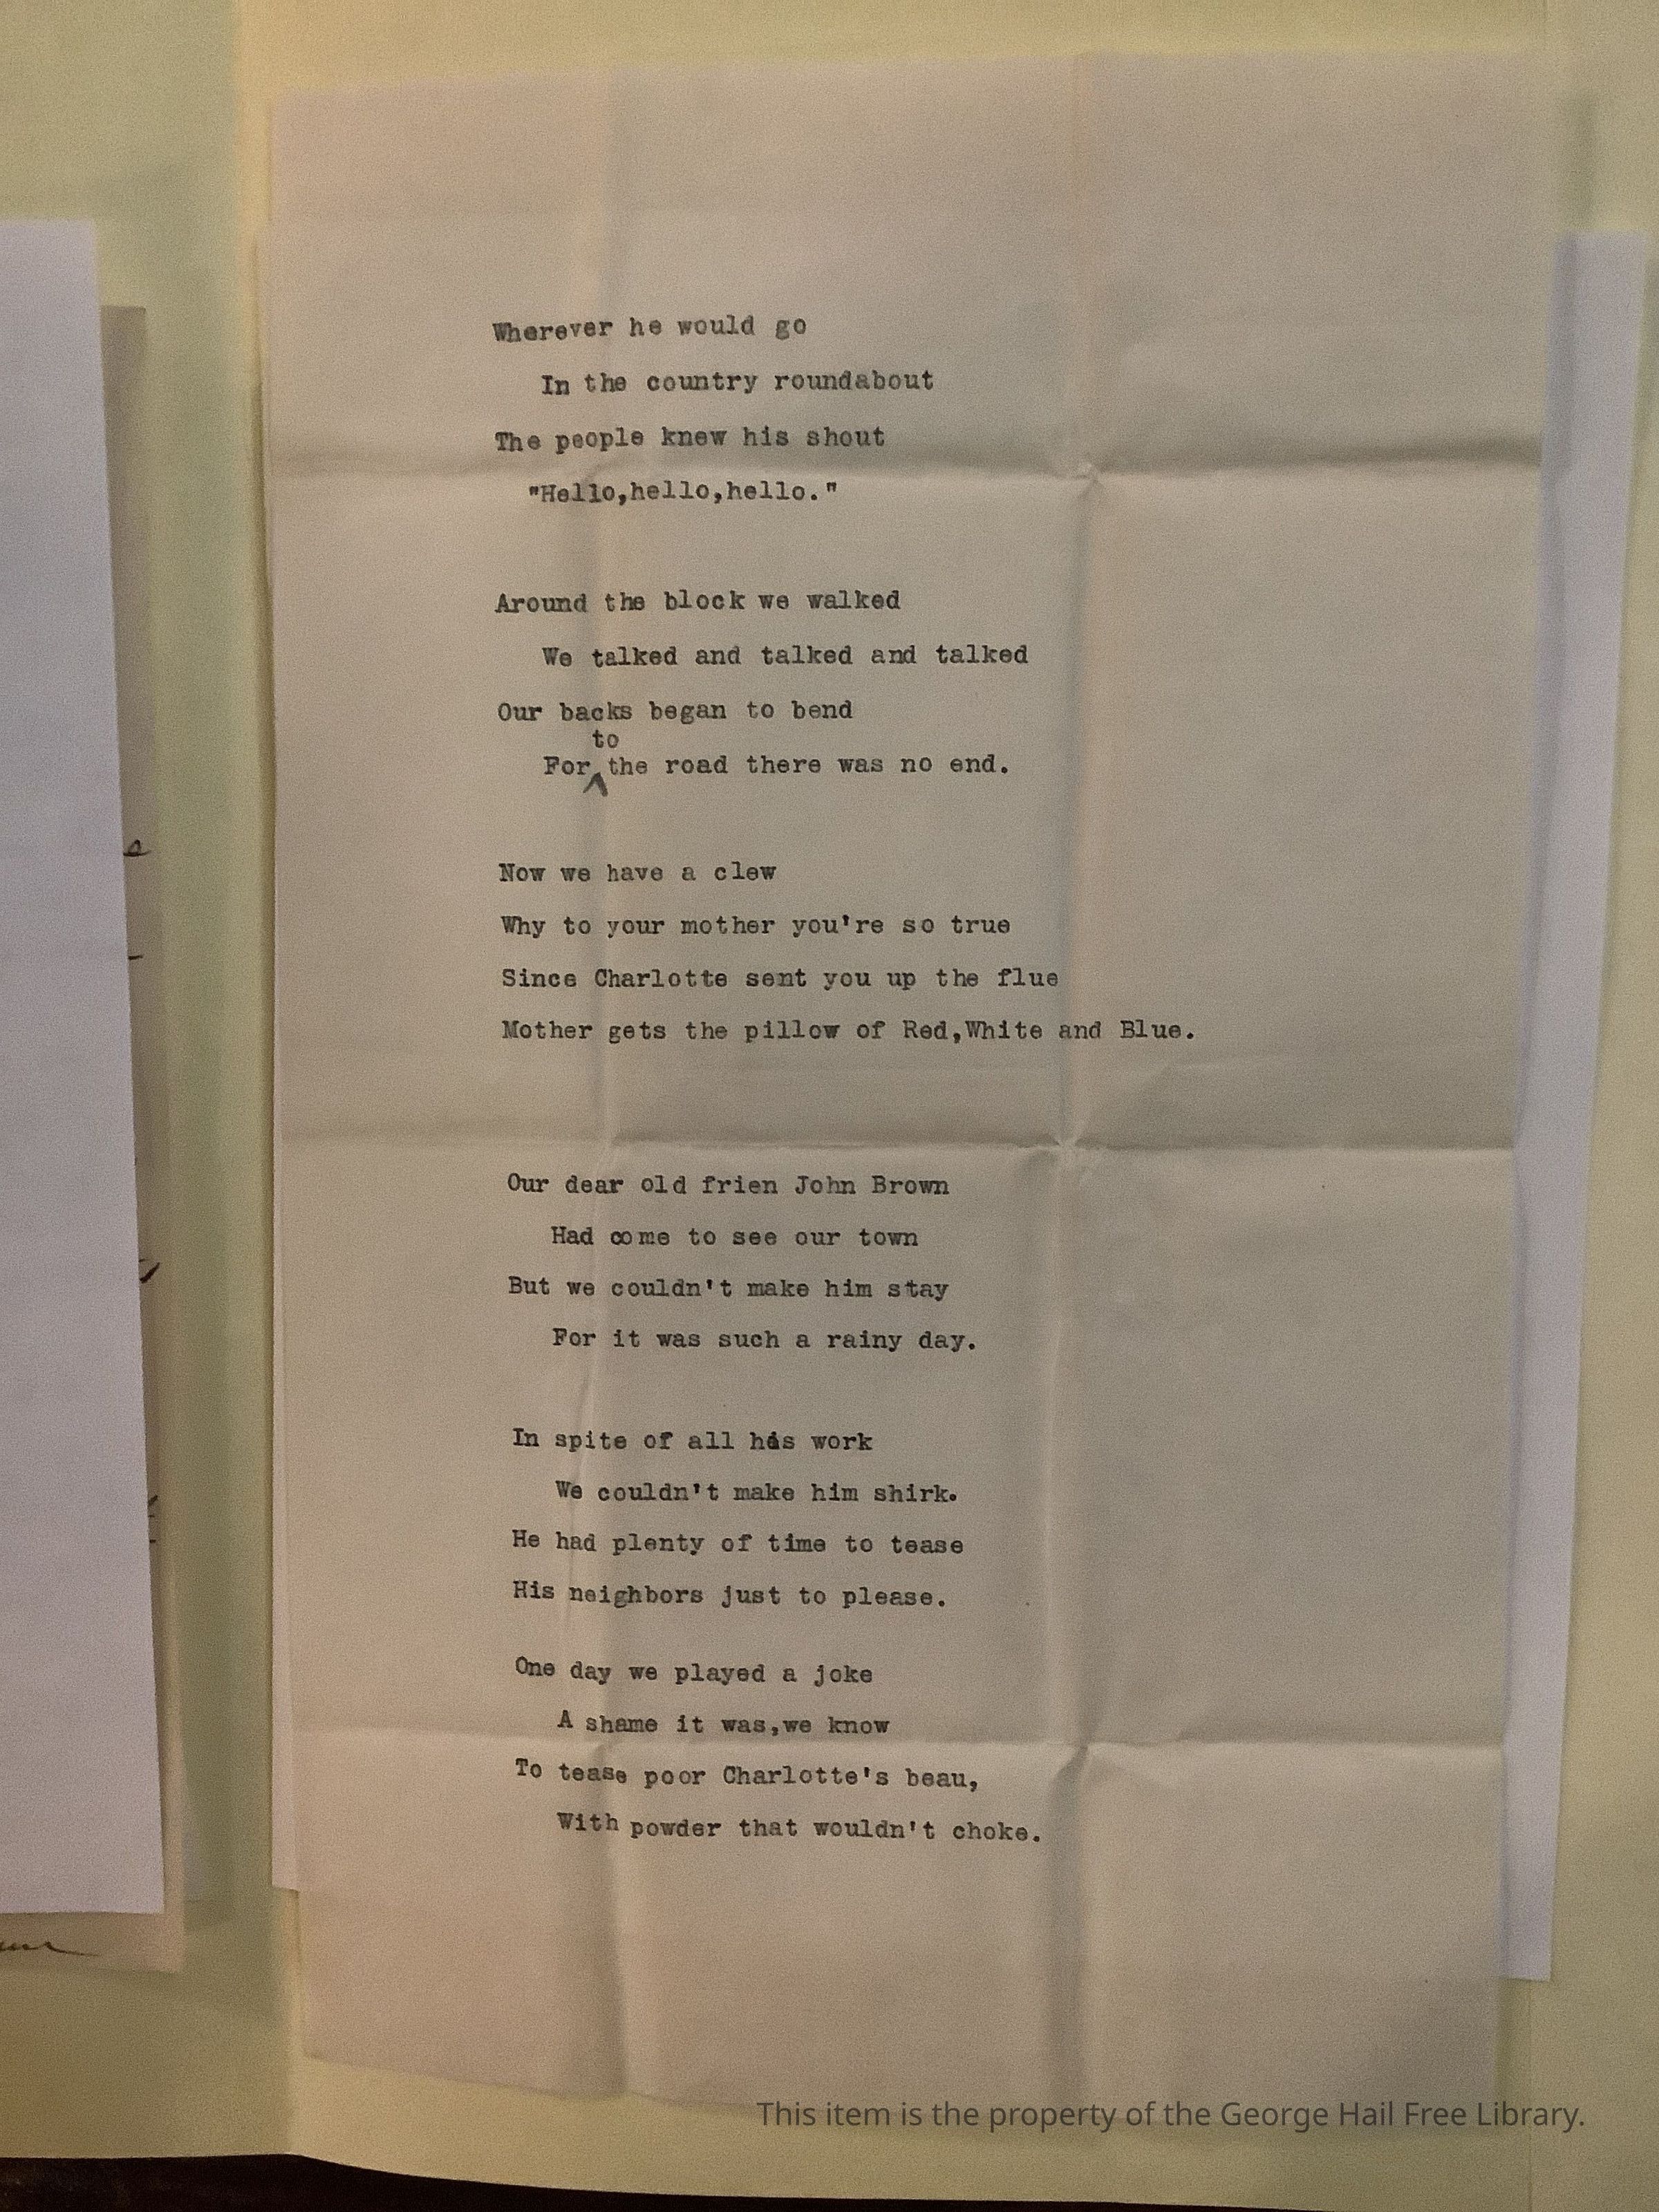 Wherever he would go
In the country roundabout
The people knew his shout
"Hello,hello,hello."
Around the block we walked
We talked and talked and talked
Our backs began to bend
to
For the road there was no end.
Now we have a clew
Why to your mother you're so true
Since Charlotte sent you up the flue
Mother gets the pillow of Red,White and Blue.
Our dear old frien John Brown
Had come to see our town
But we couldn't make him stay
For it was such a rainy day.
In spite of all his work
We couldn't make him shirk.
He had plenty of time to tease
His neighbors just to please.
One day we played a joke
A shame it was,we know
To tease poor Charlotte's beau,
With powder that wouldn't choke.
This item is the property of the George Hail Free Library.